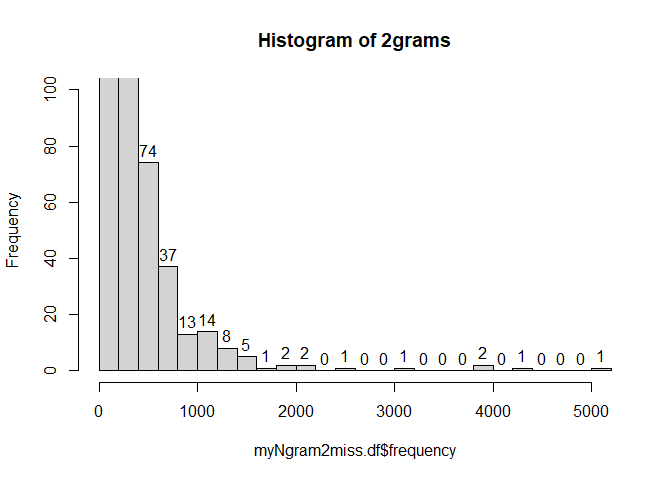 Histogram of 2grams
Frequency
100
80
60
40
20
0
74
37
13 14
8
5
1 2 2 0 1 0 0 1 0 0 0 2 0 1 0 0 0 1
0 1000 2000 3000 4000 5000
myNgram2miss.df$frequency